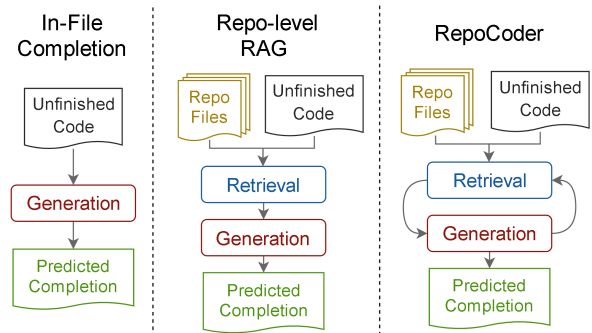 In-File
Completion
Unfinished
Code
Generation
Predicted
Completion
Repo-level
RAG
Repo
Files
Unfinished
Code
Retrieval
Generation
Predicted
Completion
RepoCoder
Repo
Files
Unfinished
Code
Retrieval
Generation
Predicted
Completion